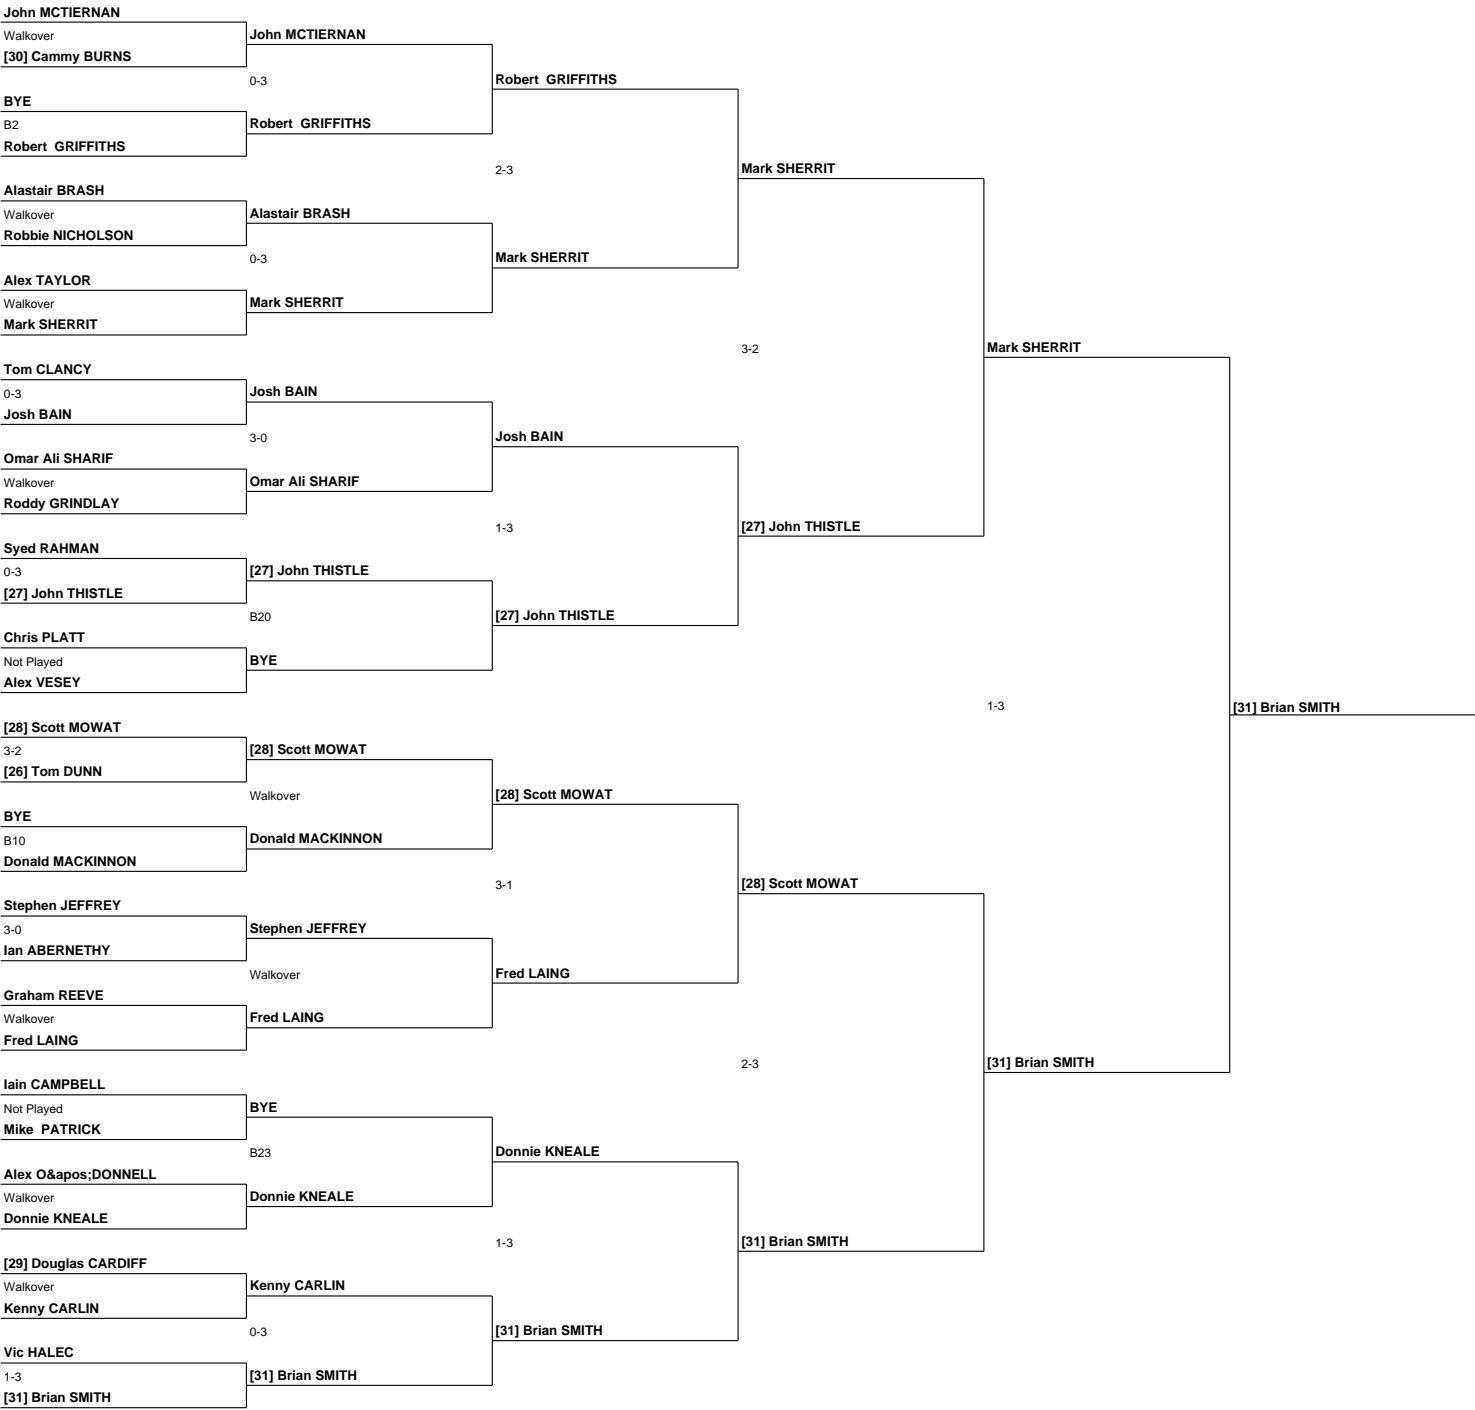 John MCTIERNAN
Walkover
[30] Cammy BURNS
BYE
B2
Robert  GRIFFITHS
Alastair BRASH
Walkover
Robbie NICHOLSON
Alex TAYLOR
Walkover
Mark SHERRIT
Tom CLANCY
0-3
Josh BAIN
Omar Ali SHARIF
Walkover
Roddy GRINDLAY
Syed RAHMAN
0-3
[27] John THISTLE
Chris PLATT
Not Played
Alex VESEY
[28] Scott MOWAT
3-2
[26] Tom DUNN
BYE
B10
Donald MACKINNON
Stephen JEFFREY
3-0
Ian ABERNETHY
Graham REEVE
Walkover
Fred LAING
Iain CAMPBELL
Not Played
Mike  PATRICK
Alex O&apos;DONNELL
Walkover
Donnie KNEALE
[29] Douglas CARDIFF
Walkover
Kenny CARLIN
Vic HALEC
1-3
[31] Brian SMITH
John MCTIERNAN
0-3
Robert  GRIFFITHS
Alastair BRASH
0-3
Mark SHERRIT
Josh BAIN
3-0
Omar Ali SHARIF
[27] John THISTLE
B20
BYE
[28] Scott MOWAT
Walkover
Donald MACKINNON
Stephen JEFFREY
Walkover
Fred LAING
BYE
B23
Donnie KNEALE
Kenny CARLIN
0-3
[31] Brian SMITH
Robert  GRIFFITHS
2-3
Mark SHERRIT
Josh BAIN
1-3
[27] John THISTLE
[28] Scott MOWAT
3-1
Fred LAING
Donnie KNEALE
1-3
[31] Brian SMITH
Mark SHERRIT
3-2
[27] John THISTLE
[28] Scott MOWAT
2-3
[31] Brian SMITH
Mark SHERRIT
1-3
[31] Brian SMITH
[31] Brian SMITH